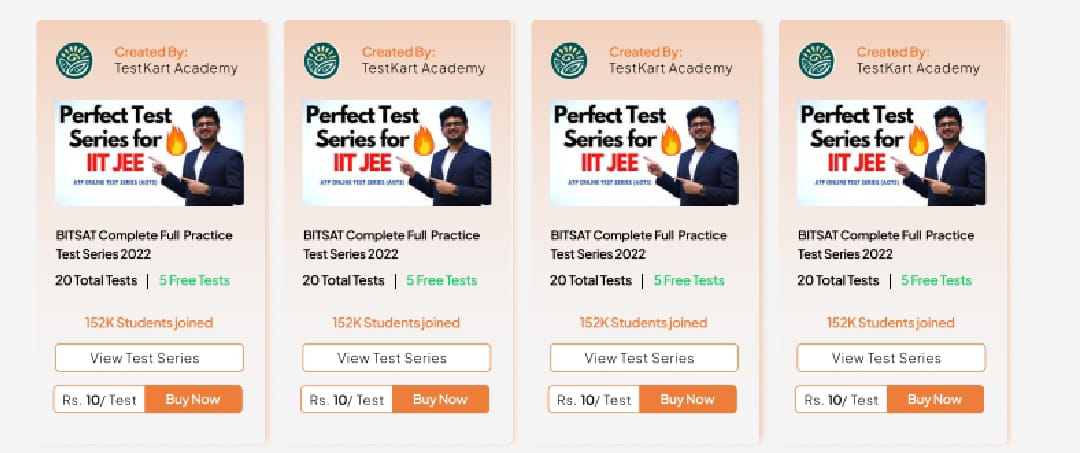 Created By:
TestKart Academy
Perfect Test
Series for
IIT JEE
ATP ONLINE TEST SERIES (AOTS)
BITSAT Complete Full Practice
Test Series 2022
20 Total Tests | 5 Free Tests
152K Students joined
View Test Series
Rs. 10/ Test Buy Now
Created By:
TestKart Academy
Perfect Test
Series for
IIT JEE
ATP ONLINE TEST SERIES (AOTS)
BITSAT Complete Full Practice
Test Series 2022
20 Total Tests | 5 Free Tests
152K Students joined
View Test Series
Rs. 10/ Test Buy Now
Created By:
TestKart Academy
Perfect Test
Series for
IIT JEE
ATP ONLINE TEST SERIES (AOTS)
BITSAT Complete Full Practice
Test Series 2022
20 Total Tests | 5 Free Tests
152K Students joined
View Test Series
Rs. 10/ Test Buy Now
Created By:
TestKart Academy
Perfect Test
Series for
IIT JEE
ATP ONLINE TEST SERIES (AOTS)
BITSAT Complete Full Practice
Test Series 2022
20 Total Tests | 5 Free Tests
152K Students joined
View Test Series
Rs. 10/ Test Buy Now